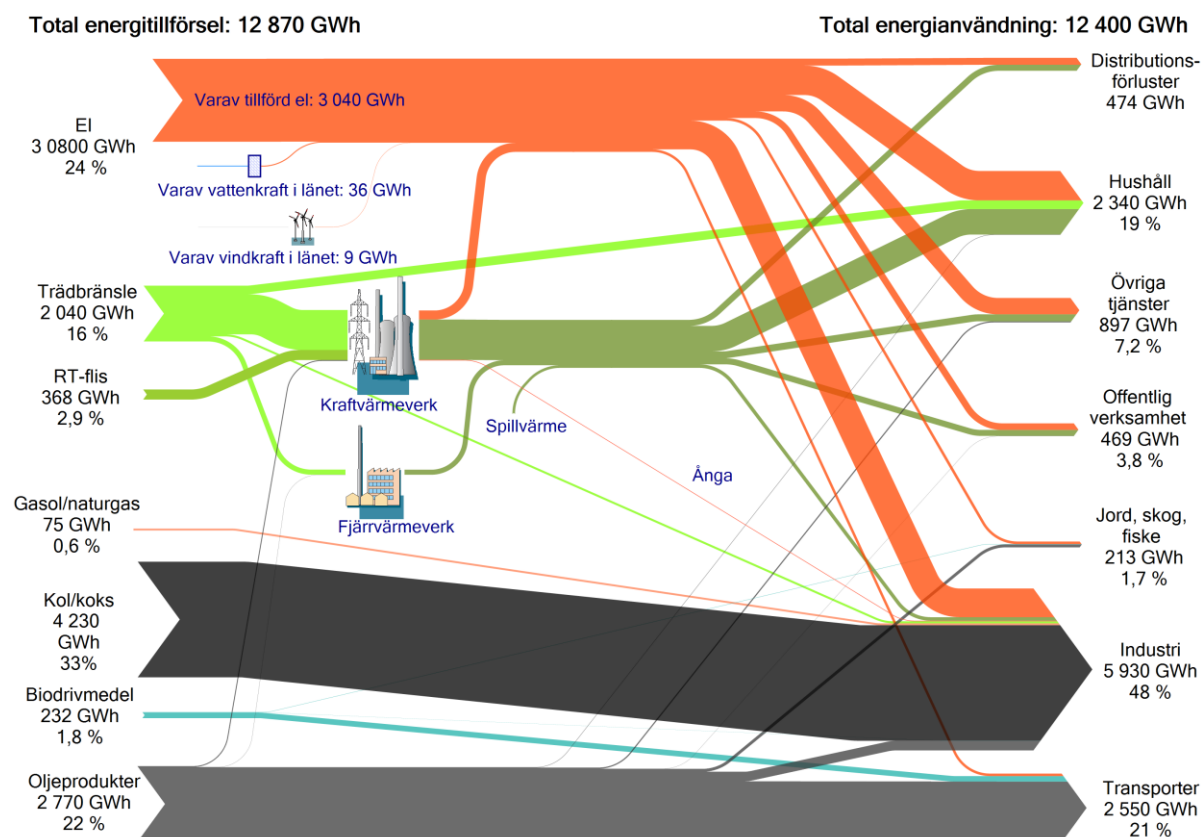 Total energitillförsel: 12 870 GWh
Total energianvändning: 12 400 GWh
El
3 0800 GWh
24 %
Varav tillförd el: 3 040 GWh
Varav vattenkraft i länet: 36 GWh
Varav vindkraft i länet: 9 GWh
Trädbränsle
2 040 GWh
16 %
RT-flis
368 GWh
2,9 %
Gasol/naturgas
75 GWh
0,6 %
Kol/koks
4 230
GWh
33%
Biodrivmedel
232 GWh
1,8 %
Oljeprodukter
2 770 GWh
22 %
Kraftvärmeverk
Spillvärme
Fjärrvärmeverk
Ånga
Distributions-
förluster
474 GWh
Hushåll
2 340 GWh
19 %
Övriga
tjänster
897 GWh
7,2 %
Offentlig
verksamhet
469 GWh
3,8 %
Jord, skog,
fiske
213 GWh
1,7 %
Industri
5 930 GWh
48 %
Transporter
2 550 GWh
21 %